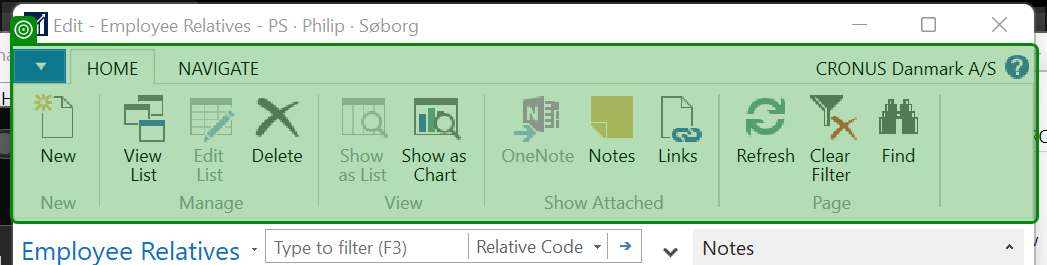 Edit - Employee Relatives - PS · Philip · Søborg
HOME NAVIGATE CRONUS Danmark A/S
New View List Edit List Delete Show as List Show as Chart OneNote Notes Links Refresh Clear Filter Find
New Manage View Show Attached Page
Employee Relatives Type to filter (F3) Relative Code Notes